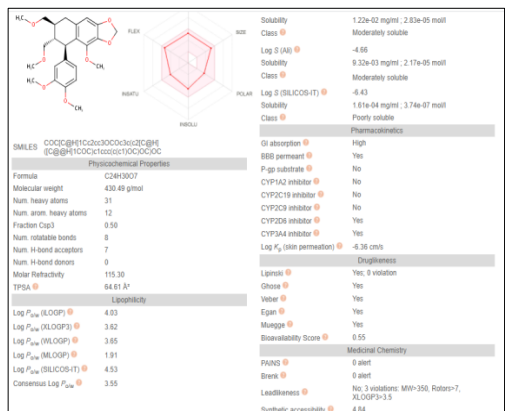 H₃C
O
CH₃
FLEX
SIZE
INSATU
POLAR
INSOLU
SMILES COC[C@H]1Cc2cc3OCOc3c(c2[C@H]
([C@@H]1COC)c1ccc(c(c1)OC)OC)OC
Physicochemical Properties
Formula C24H30O7
Molecular weight 430.49 g/mol
Num. heavy atoms 31
Num. arom. heavy atoms 12
Fraction Csp3 0.50
Num. rotatable bonds 8
Num. H-bond acceptors 7
Num. H-bond donors 0
Molar Refractivity 115.30
TPSA 64.61 Å²
Lipophilicity
Log Po/w (iLOGP) 4.03
Log Po/w (XLOGP3) 3.62
Log Po/w (WLOGP) 3.65
Log Po/w (MLOGP) 1.91
Log Po/w (SILICOS-IT) 4.53
Consensus Log Po/w 3.55
Solubility 1.22e-02 mg/ml ; 2.83e-05 mol/l
Class Moderately soluble
Log S (Ali) -4.66
Solubility 9.32e-03 mg/ml ; 2.17e-05 mol/l
Class Moderately soluble
Log S (SILICOS-IT) -6.43
Solubility 1.61e-04 mg/ml ; 3.74e-07 mol/l
Class Poorly soluble
Pharmacokinetics
GI absorption High
BBB permeant Yes
P-gp substrate No
CYP1A2 inhibitor No
CYP2C19 inhibitor No
CYP2C9 inhibitor No
CYP2D6 inhibitor Yes
CYP3A4 inhibitor Yes
Log Kp (skin permeation) -6.36 cm/s
Druglikeness
Lipinski Yes; 0 violation
Ghose Yes
Veber Yes
Egan Yes
Muegge Yes
Bioavailability Score 0.55
Medicinal Chemistry
PAINS 0 alert
Brenk 0 alert
Leadlikeness No; 3 violations: MW>350, Rotors>7,
XLOGP3>3.5
Synthetic accessibility 4.84